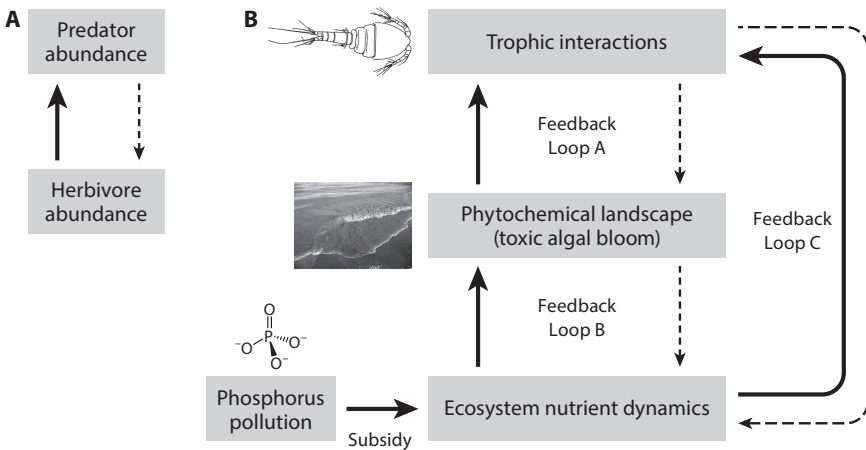 A
Predator
abundance
Herbivore
abundance
B
Trophic interactions
Feedback
Loop A
Phytochemical landscape
(toxic algal bloom)
Feedback
Loop C
Feedback
Loop B
O
⁻O P O⁻
O⁻
Phosphorus
pollution
Subsidy
Ecosystem nutrient dynamics